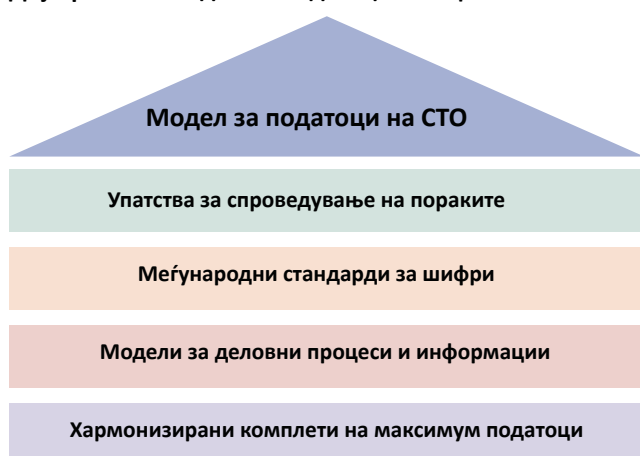 Модел за податоци на СТО
Упатства за спроведување на пораките
Меѓународни стандарди за шифри
Модели за деловни процеси и информации
Хармонизирани комплети на максимум податоци